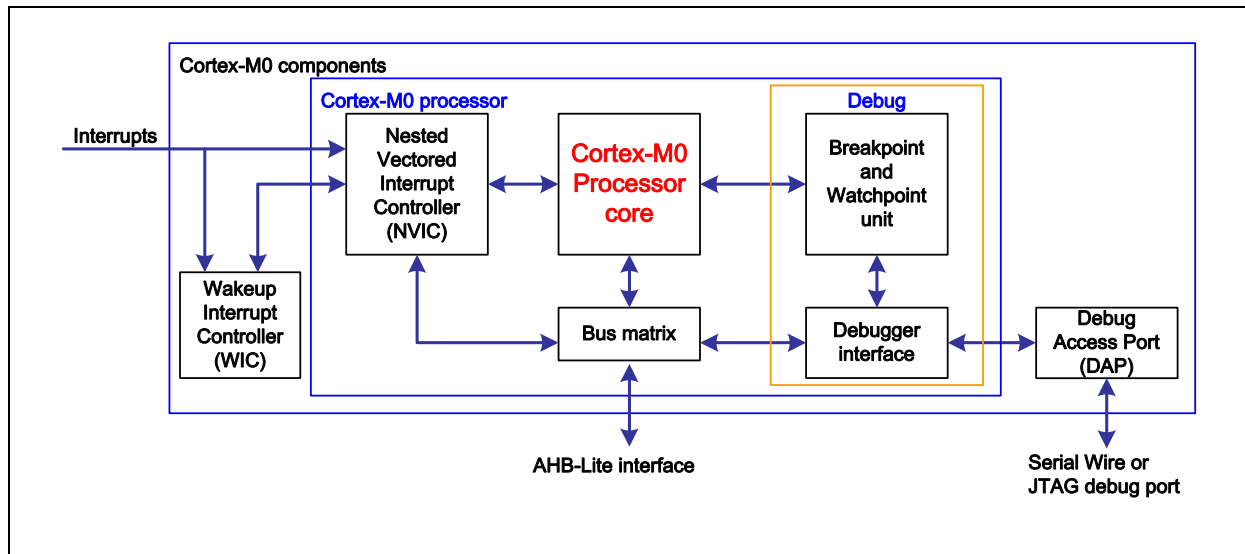 Cortex-M0 components
Cortex-M0 processor
Debug
Interrupts
Nested
Vectored
Interrupt
Controller
(NVIC)
Cortex-M0
Processor
core
Breakpoint
and
Watchpoint
unit
Wakeup
Interrupt
Controller
(WIC)
Bus matrix
Debugger
interface
Debug
Access Port
(DAP)
AHB-Lite interface
Serial Wire or
JTAG debug port